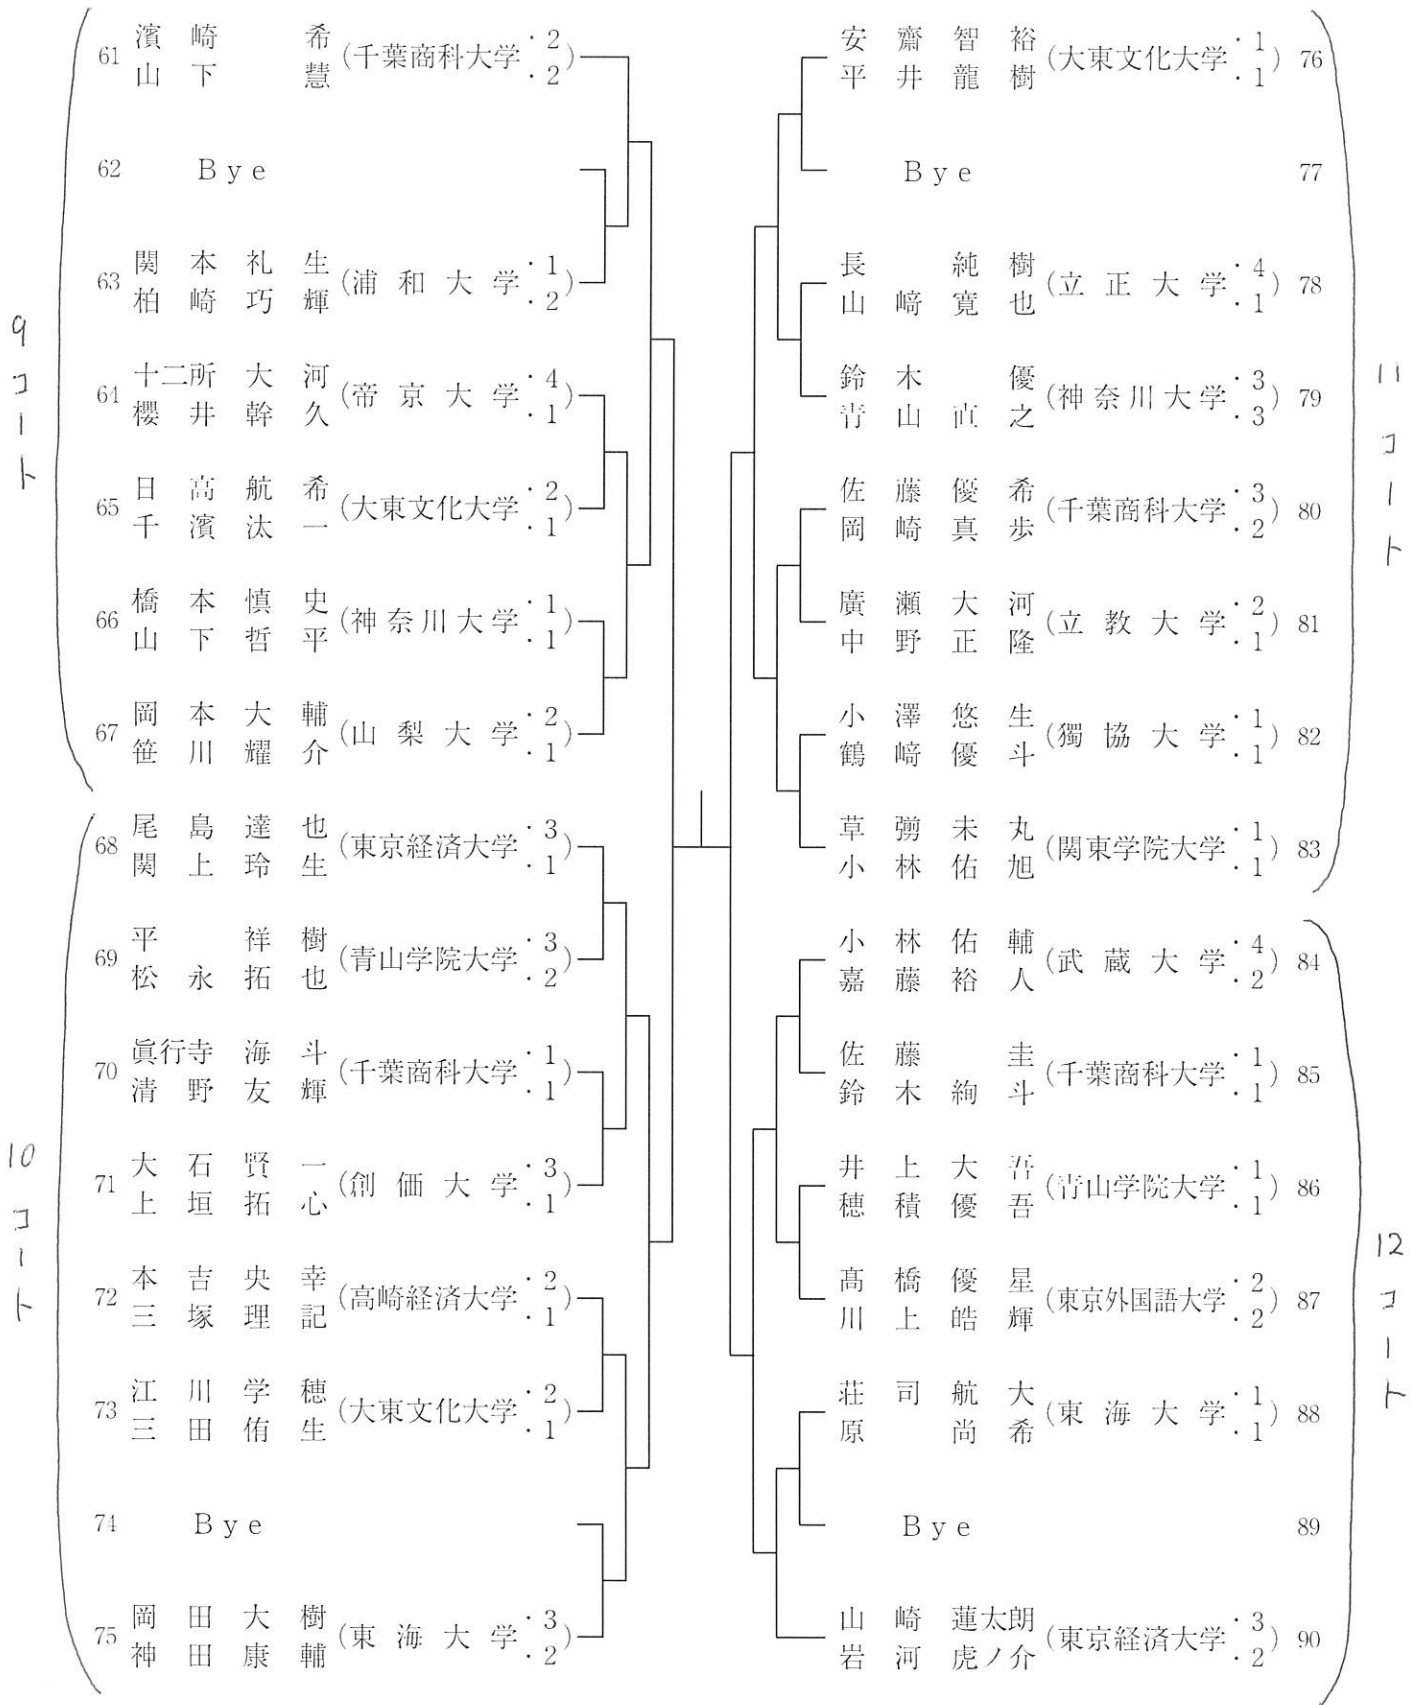 9コート
61 濱崎 希 (千葉商科大学・2)
山下 慧 ・2
62 Bye
63 関本礼生 (浦和大学・1)
柏崎巧輝 ・2
64 十二所大河 (帝京大学・4)
櫻井幹久 ・1
65 日高航希 (大東文化大学・2)
千濱汰一 ・1
66 橋本慎史 (神奈川大学・1)
山下哲平 ・1
67 岡本大輔 (山梨大学・2)
笹川耀介 ・1
10コート
68 尾島達也 (東京経済大学・3)
関上玲生 ・1
69 平 祥樹 (青山学院大学・3)
松永拓也 ・2
70 眞行寺海斗 (千葉商科大学・1)
清野友輝 ・1
71 大石賢一 (創価大学・3)
上垣拓心 ・1
72 本吉央幸 (高崎経済大学・2)
三塚理記 ・1
73 江川学穂 (大東文化大学・2)
三田侑生 ・1
74 Bye
75 岡田大樹 (東海大学・3)
神田康輔 ・2
11コート
安齋智裕 (大東文化大学・1) 76
平井龍樹 ・1
Bye 77
長 純樹 (立正大学・4) 78
山﨑寛也 ・1
鈴木 優 (神奈川大学・3) 79
青山直之 ・3
佐藤優希 (千葉商科大学・3) 80
岡崎真歩 ・2
廣瀬大河 (立教大学・2) 81
中野正隆 ・1
小澤悠生 (獨協大学・1) 82
鶴﨑優斗 ・1
草彅未丸 (関東学院大学・1) 83
小林佑旭 ・1
12コート
小林佑輔 (武蔵大学・4) 84
嘉藤裕人 ・2
佐藤 圭 (千葉商科大学・1) 85
鈴木絢斗 ・1
井上大吾 (青山学院大学・1) 86
穂積優吾 ・1
髙橋優星 (東京外国語大学・2) 87
川上皓輝 ・2
荘司航大 (東海大学・1) 88
原 尚希 ・1
Bye 89
山崎蓮太朗 (東京経済大学・3) 90
岩河虎ノ介 ・2